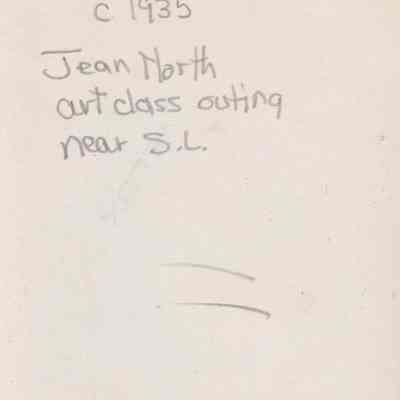 c 1935
Jean North
art class outing
near S.L.